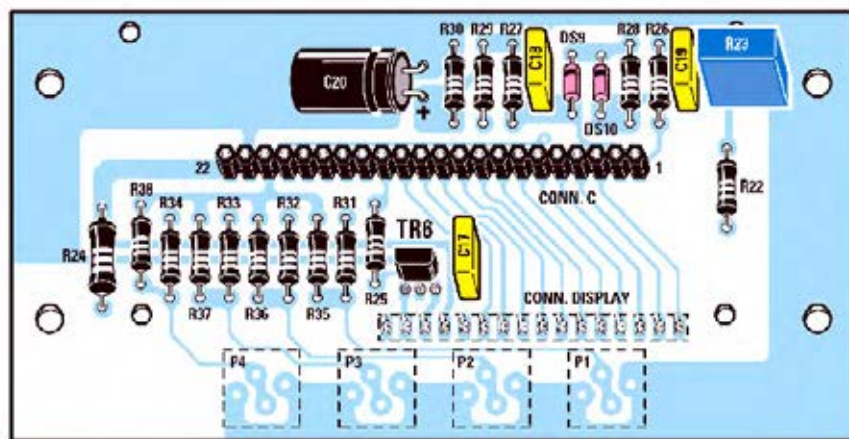 R30 R29 R27 C18 DS9 R28 R26 C19 R23
C20
+
DS10
22
1
CONN. C
R22
R38
R34 R33 R32 R31
TR6
C17
R24
R25
R37 R36 R35
CONN. DISPLAY
P4 P3 P2 P1